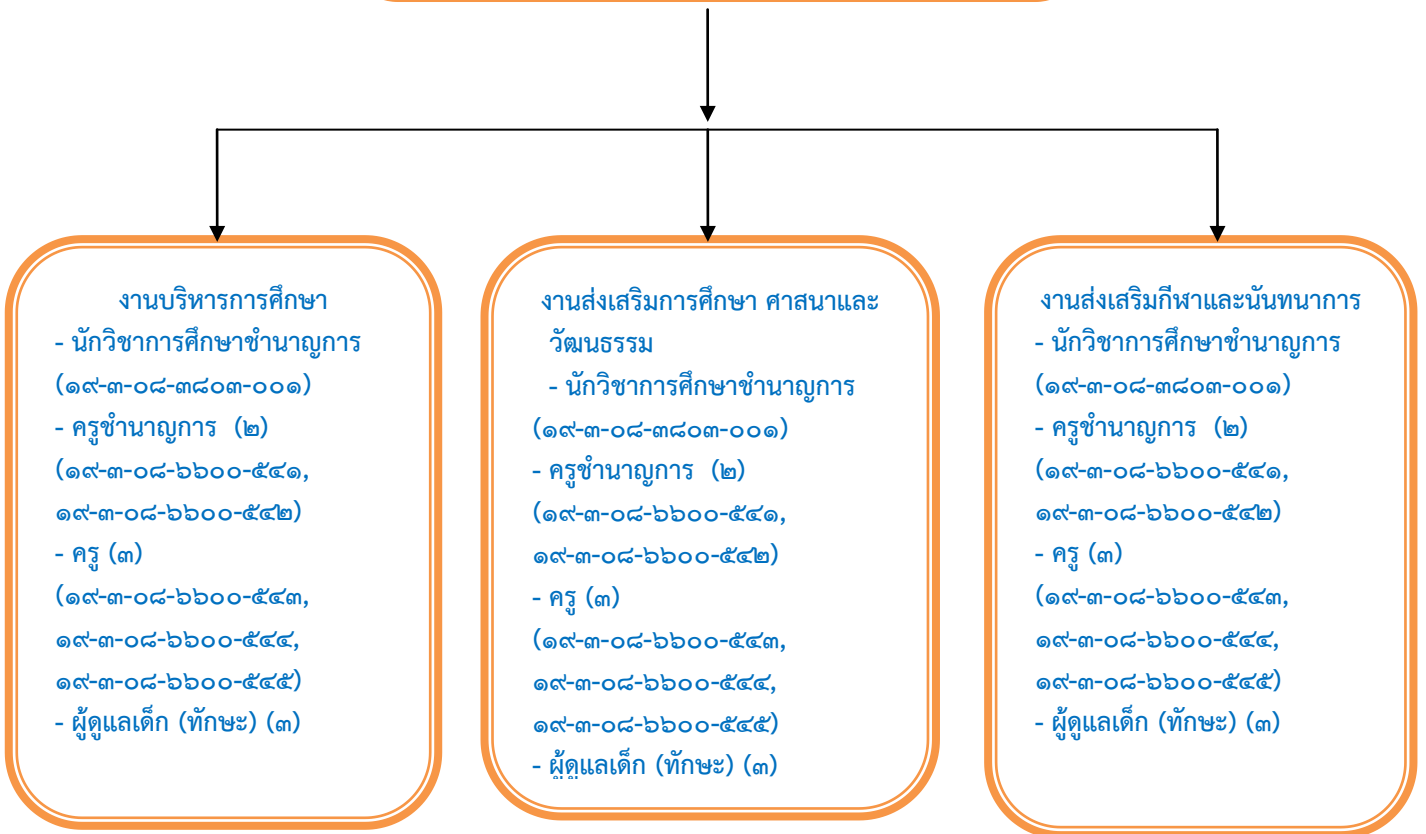 งานบริหารการศึกษา
- นักวิชาการศึกษาชำนาญการ
(๑๙-๓-๐๘-๓๘๐๓-๐๐๑)
- ครูชำนาญการ (๒)
(๑๙-๓-๐๘-๖๖๐๐-๕๔๑,
๑๙-๓-๐๘-๖๖๐๐-๕๔๒)
- ครู (๓)
(๑๙-๓-๐๘-๖๖๐๐-๕๔๓,
๑๙-๓-๐๘-๖๖๐๐-๕๔๔,
๑๙-๓-๐๘-๖๖๐๐-๕๔๕)
- ผู้ดูแลเด็ก (ทักษะ) (๓)
งานส่งเสริมการศึกษา ศาสนาและ
วัฒนธรรม
- นักวิชาการศึกษาชำนาญการ
(๑๙-๓-๐๘-๓๘๐๓-๐๐๑)
- ครูชำนาญการ (๒)
(๑๙-๓-๐๘-๖๖๐๐-๕๔๑,
๑๙-๓-๐๘-๖๖๐๐-๕๔๒)
- ครู (๓)
(๑๙-๓-๐๘-๖๖๐๐-๕๔๓,
๑๙-๓-๐๘-๖๖๐๐-๕๔๔,
๑๙-๓-๐๘-๖๖๐๐-๕๔๕)
- ผู้ดูแลเด็ก (ทักษะ) (๓)
งานส่งเสริมกีฬาและนันทนาการ
- นักวิชาการศึกษาชำนาญการ
(๑๙-๓-๐๘-๓๘๐๓-๐๐๑)
- ครูชำนาญการ (๒)
(๑๙-๓-๐๘-๖๖๐๐-๕๔๑,
๑๙-๓-๐๘-๖๖๐๐-๕๔๒)
- ครู (๓)
(๑๙-๓-๐๘-๖๖๐๐-๕๔๓,
๑๙-๓-๐๘-๖๖๐๐-๕๔๔,
๑๙-๓-๐๘-๖๖๐๐-๕๔๕)
- ผู้ดูแลเด็ก (ทักษะ) (๓)